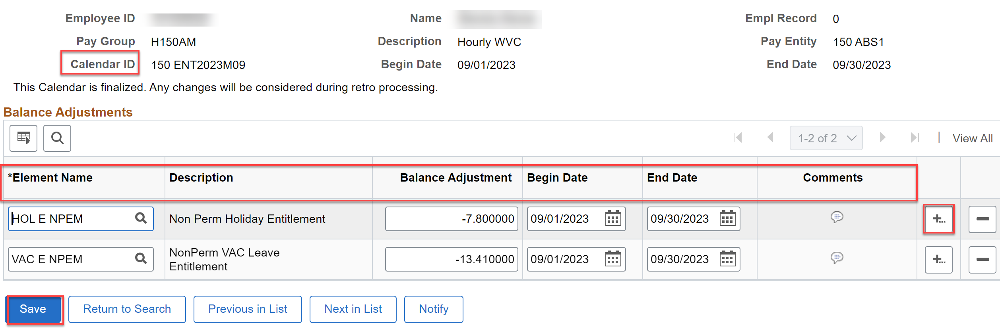 Employee ID Name Empl Record 0
Pay Group H150AM Description Hourly WVC Pay Entity 150 ABS1
Calendar ID 150 ENT2023M09 Begin Date 09/01/2023 End Date 09/30/2023
This Calendar is finalized. Any changes will be considered during retro processing.
Balance Adjustments
1-2 of 2 | View All
*Element Name Description Balance Adjustment Begin Date End Date Comments
HOL E NPEM Non Perm Holiday Entitlement -7.800000 09/01/2023 09/30/2023
VAC E NPEM NonPerm VAC Leave Entitlement -13.410000 09/01/2023 09/30/2023
Save Return to Search Previous in List Next in List Notify